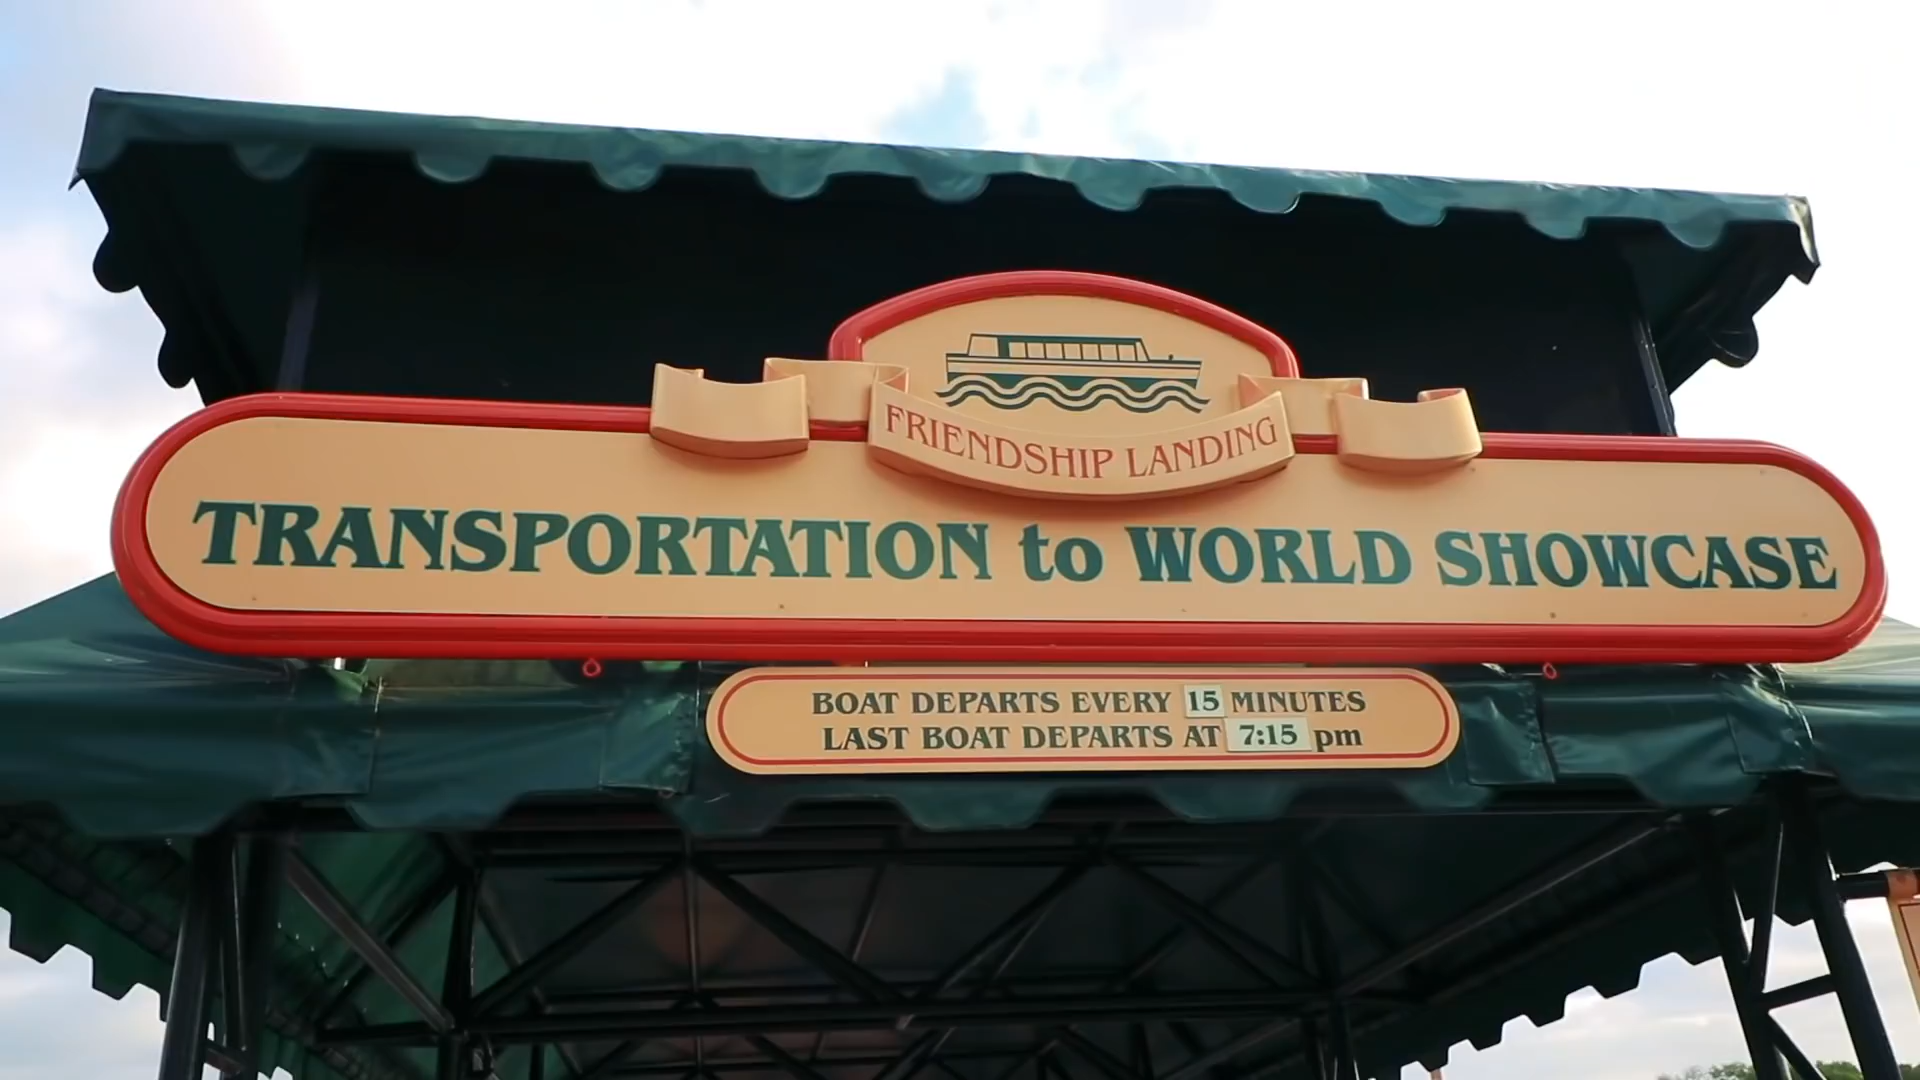 FRIENDSHIP LANDING
TRANSPORTATION to WORLD SHOWCASE
BOAT DEPARTS EVERY 15 MINUTES
LAST BOAT DEPARTS AT 7:15 pm